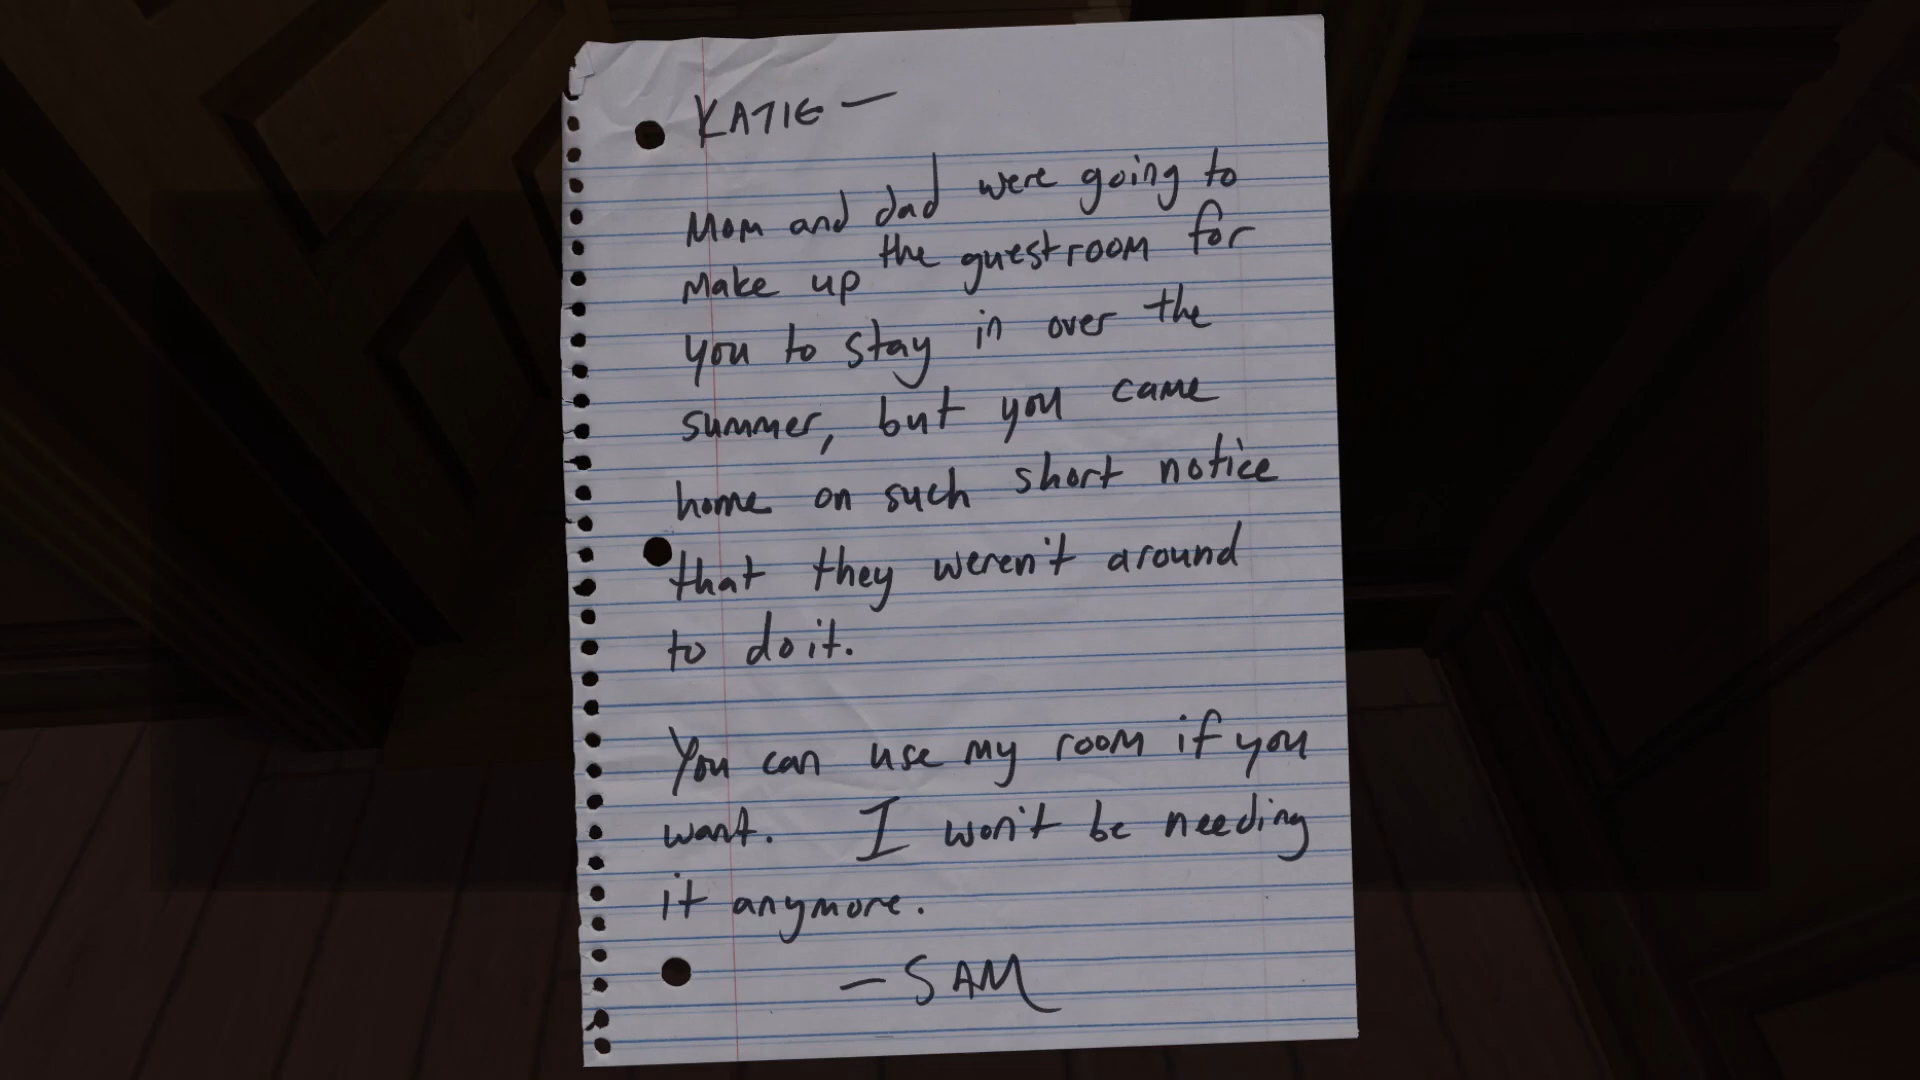 KATIE —
Mom and dad were going to
make up the guestroom for
you to stay in over the
summer, but you came
home on such short notice
that they weren't around
to do it.
You can use my room if you
want. I won't be needing
it anymore.
— SAM